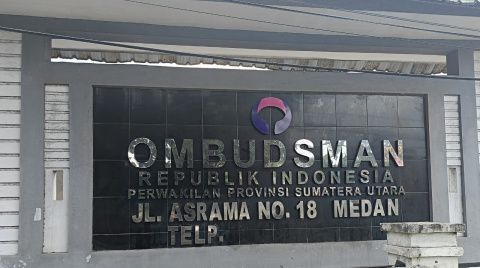 OMBUDSMAN
REPUBLIK INDONESIA
PERWAKILAN PROVINSI SUMATERA UTARA
JL. ASRAMA NO. 18 MEDAN
TELP.